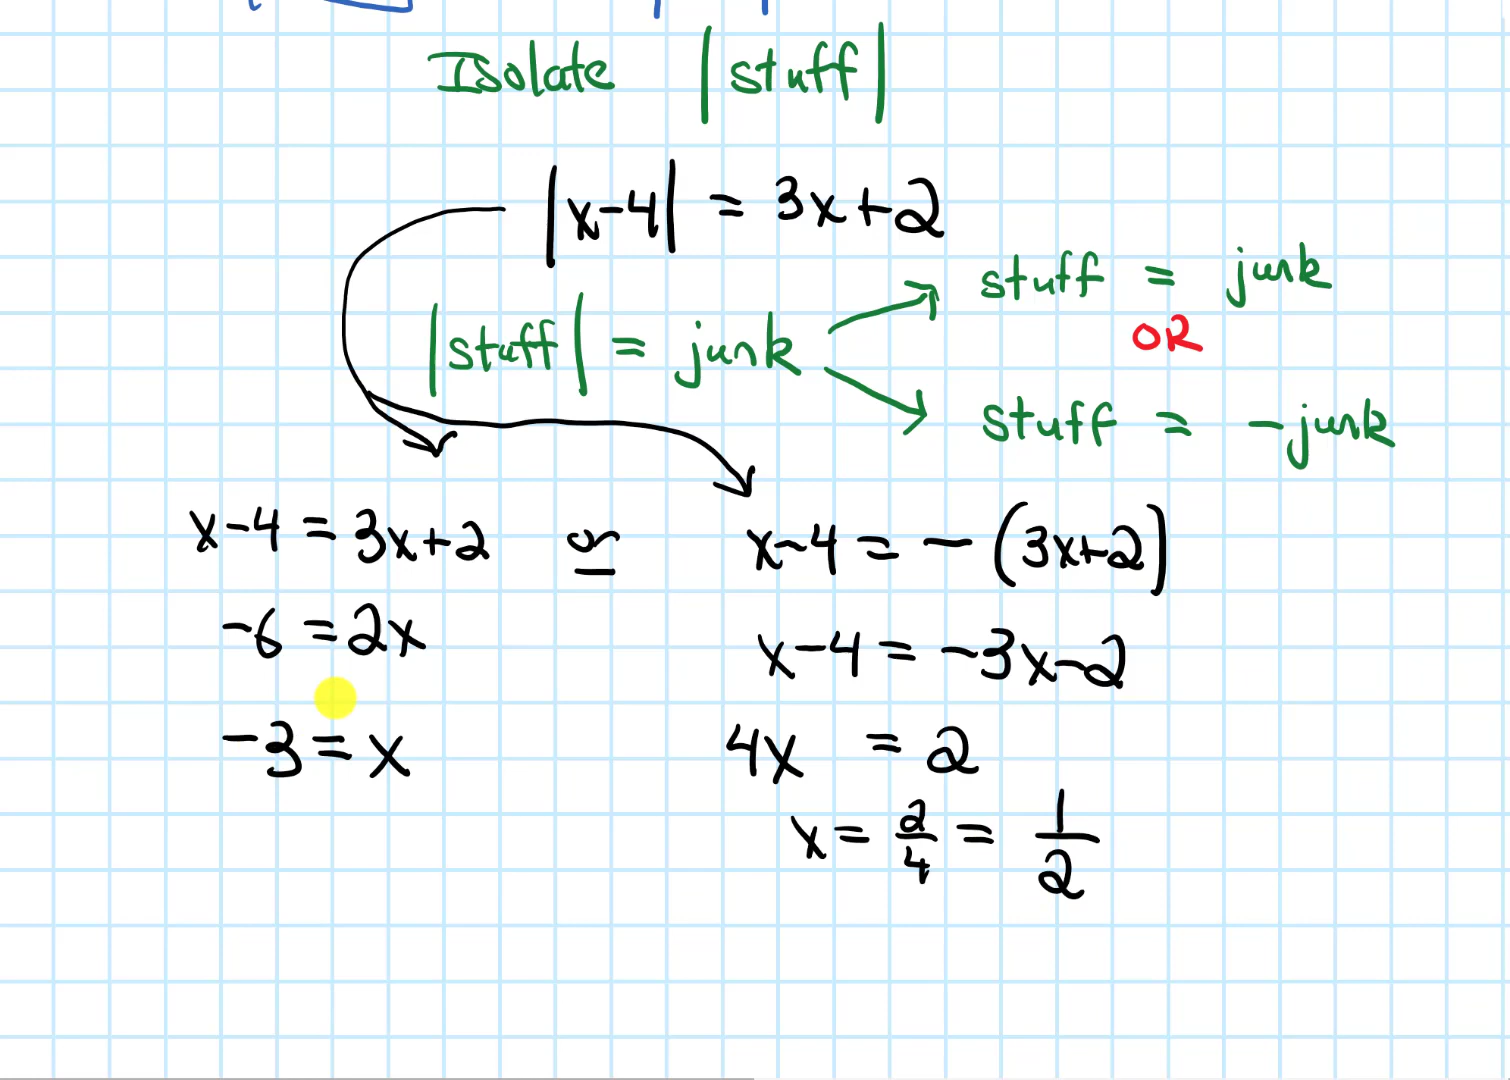 Isolate |stuff|
|x-4| = 3x+2
stuff = junk
OR
|stuff| = junk
stuff = -junk
x-4 = 3x+2 or x-4 = -(3x+2)
-6 = 2x
x-4 = -3x-2
-3 = x
4x = 2
x = 2/4 = 1/2